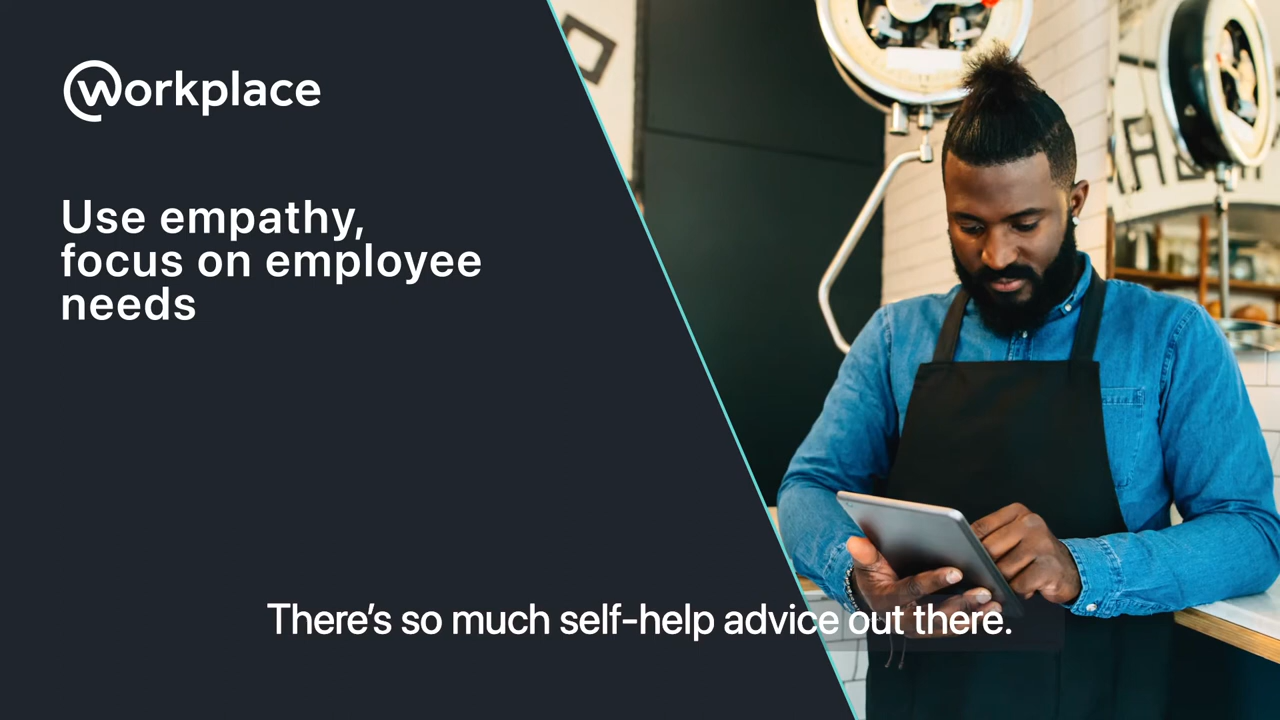 Workplace
Use empathy,
focus on employee
needs
There's so much self-help advice out there.